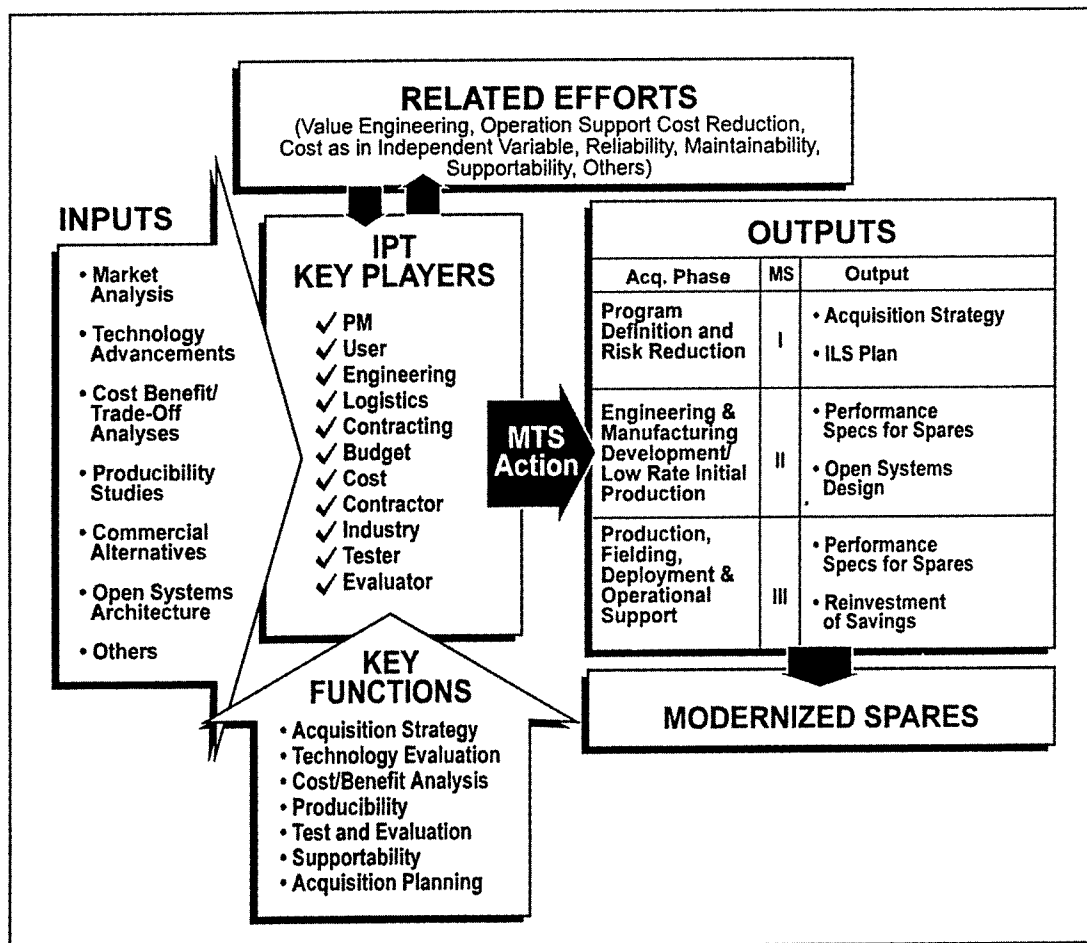 RELATED EFFORTS
(Value Engineering, Operation Support Cost Reduction,
Cost as in Independent Variable, Reliability, Maintainability,
Supportability, Others)
INPUTS
• Market
Analysis
• Technology
Advancements
• Cost Benefit/
Trade-Off
Analyses
• Producibility
Studies
• Commercial
Alternatives
• Open Systems
Architecture
• Others
IPT
KEY PLAYERS
✓ PM
✓ User
✓ Engineering
✓ Logistics
✓ Contracting
✓ Budget
✓ Cost
✓ Contractor
✓ Industry
✓ Tester
✓ Evaluator
KEY
FUNCTIONS
• Acquisition Strategy
• Technology Evaluation
• Cost/Benefit Analysis
• Producibility
• Test and Evaluation
• Supportability
• Acquisition Planning
MTS
Action
OUTPUTS
Acq. Phase MS Output
Program
Definition and
Risk Reduction
I
• Acquisition Strategy
• ILS Plan
Engineering &
Manufacturing
Development/
Low Rate Initial
Production
II
• Performance
Specs for Spares
• Open Systems
Design
Production,
Fielding,
Deployment &
Operational
Support
III
• Performance
Specs for Spares
• Reinvestment
of Savings
MODERNIZED SPARES